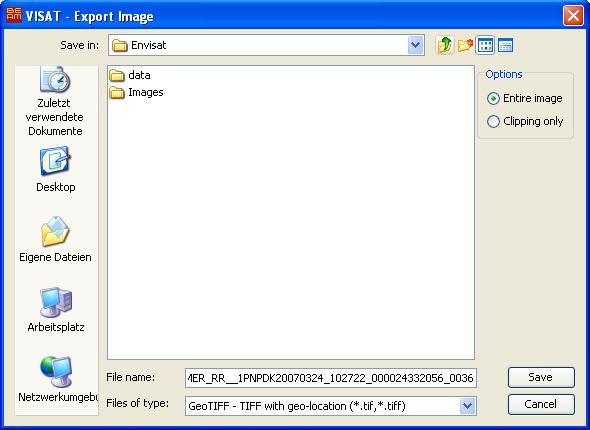 BEAM VISAT - Export Image
Save in: Envisat
data
Images
Options
Entire image
Clipping only
Zuletzt
verwendete
Dokumente
Desktop
Eigene Dateien
Arbeitsplatz
Netzwerkumgebu
File name: MER_RR__1PNPDK20070324_102722_000024332056_0036
Save
Files of type: GeoTIFF - TIFF with geo-location (*.tif,*.tiff)
Cancel